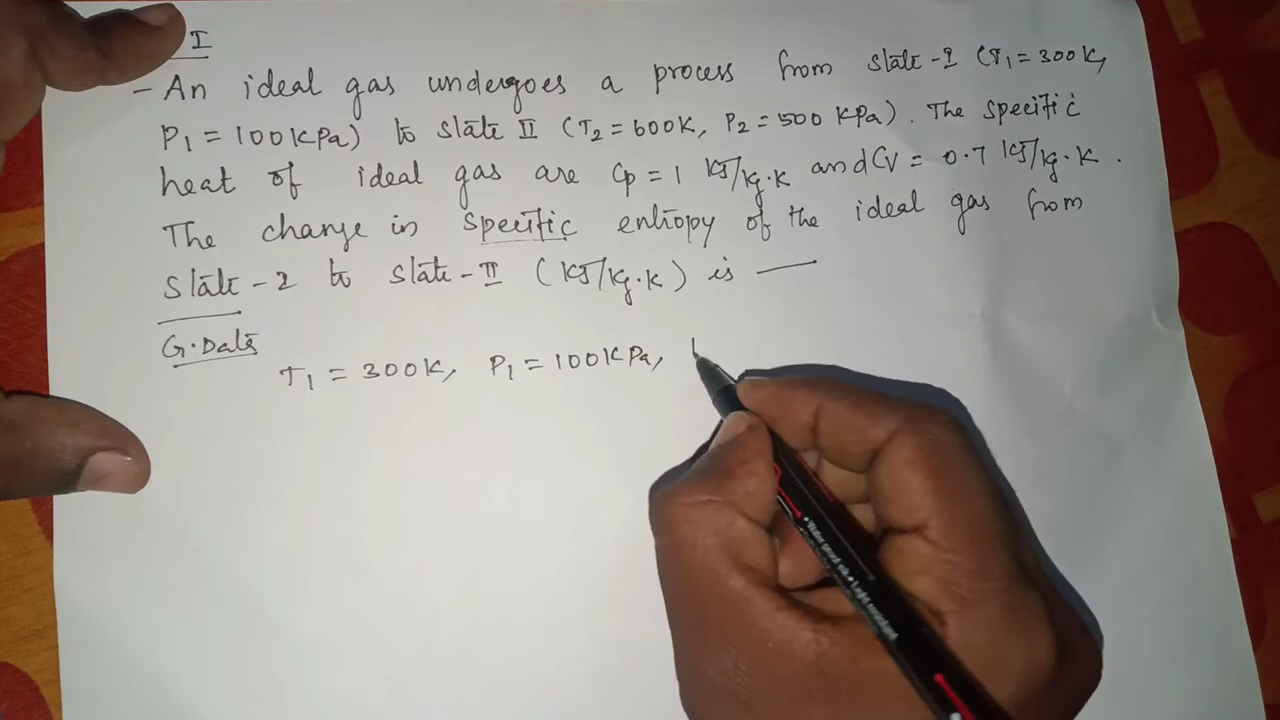 I
- An ideal gas undergoes a process from state-I (T1 = 300K,
P1 = 100KPa) to state II (T2 = 600K, P2 = 500 KPa). The specific
heat of ideal gas are Cp = 1 KJ/kg.K and Cv = 0.7 KJ/kg.K.
The change in specific entropy of the ideal gas from
state-2 to state-II (KJ/kg.K) is —
G.Data
T1 = 300K, P1 = 100KPa,